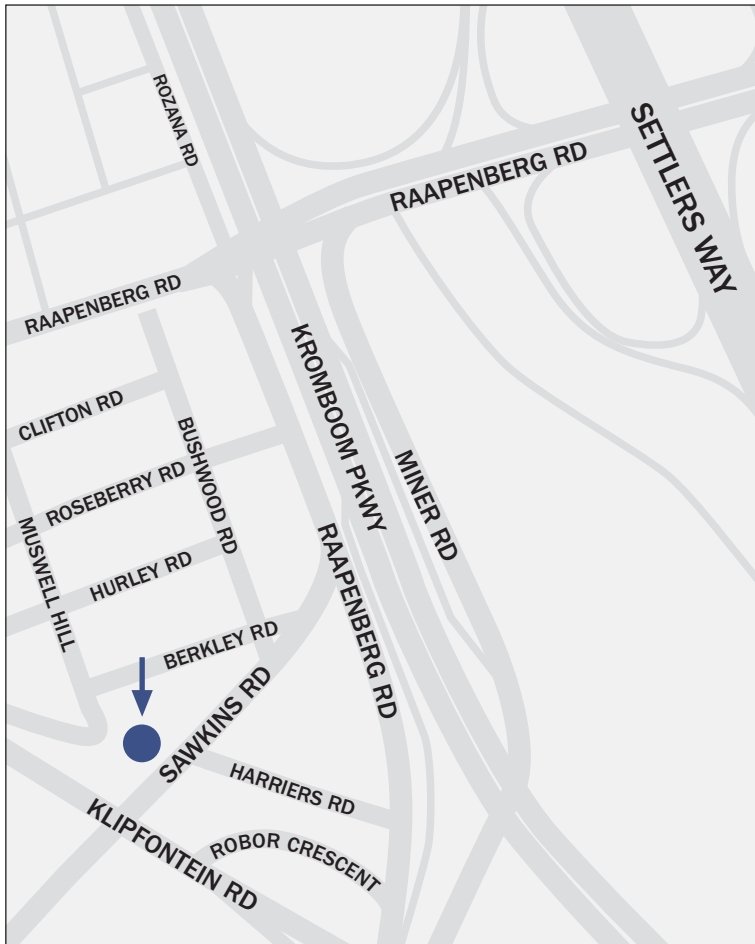 ROZANA RD
SETTLERS WAY
RAAPENBERG RD
RAAPENBERG RD
KROMBOOM PKWY
CLIFTON RD
BUSHWOOD RD
MINER RD
ROSEBERRY RD
MUSWELL HILL
RAAPENBERG RD
HURLEY RD
BERKLEY RD
SAWKINS RD
HARRIERS RD
KLIPFONTEIN RD
ROBOR CRESCENT